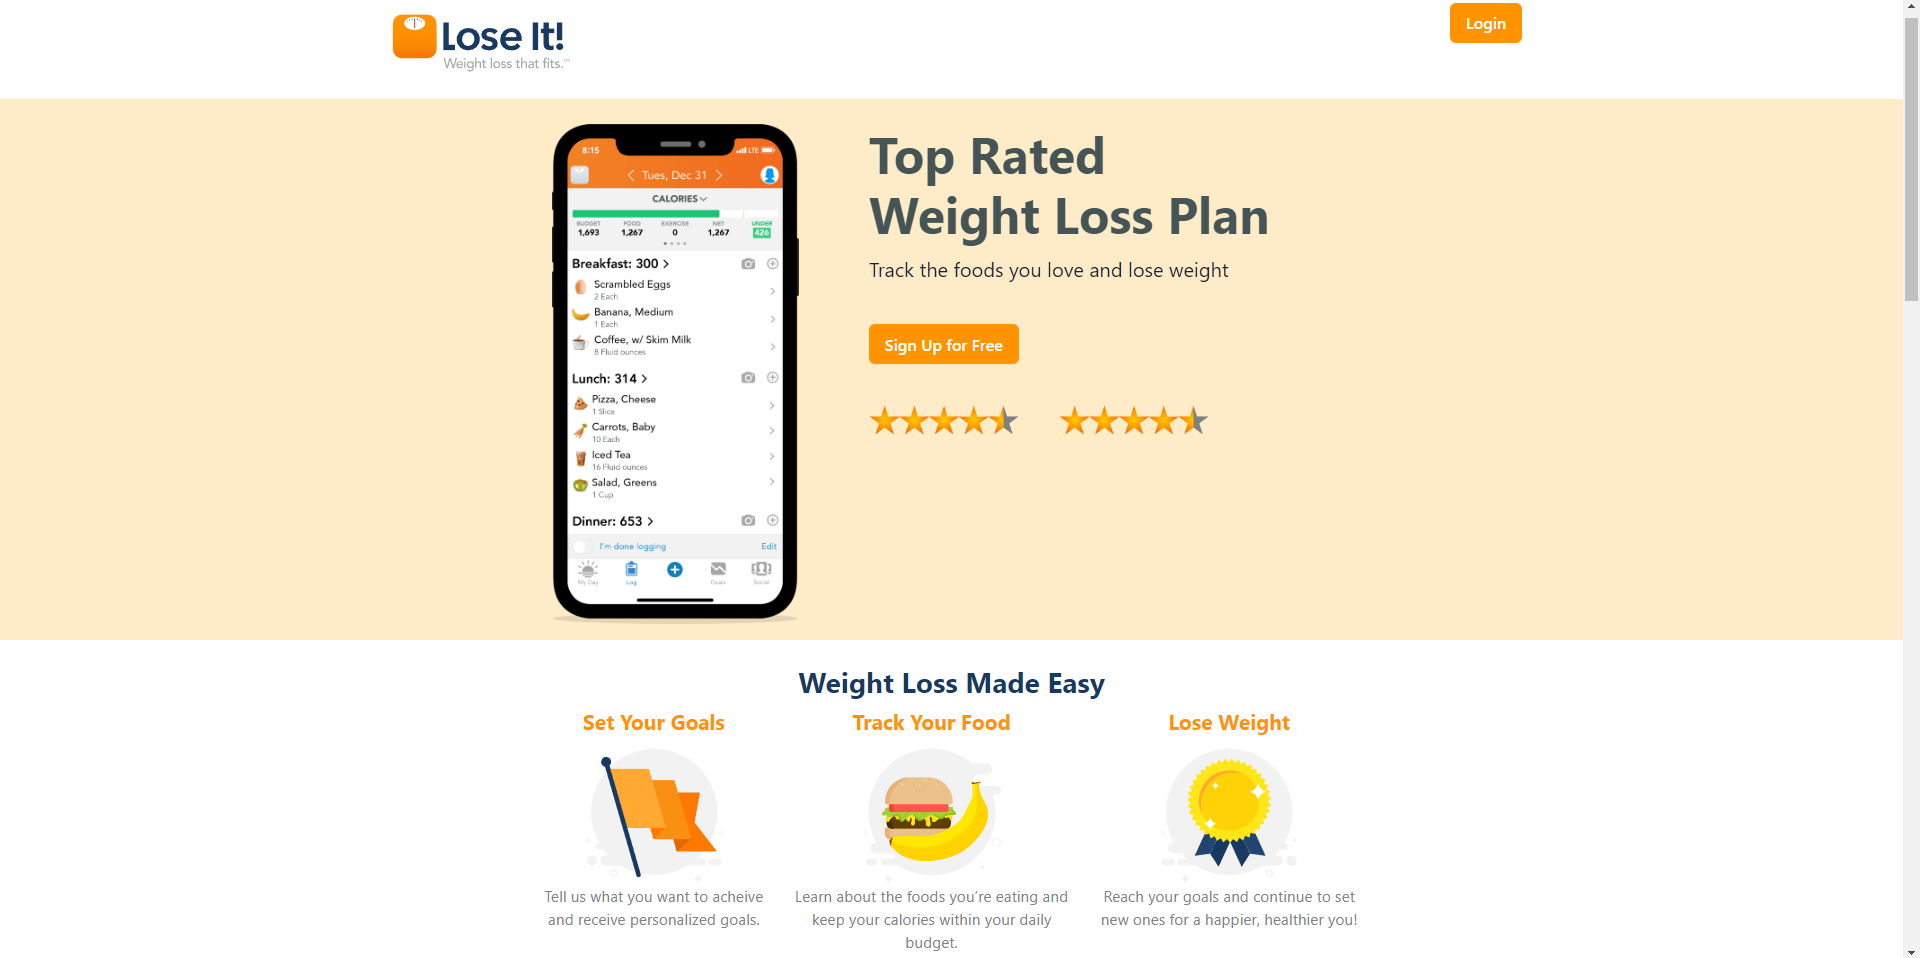 Lose It!
Weight loss that fits.™
Login
8:15
LTE
Tues, Dec 31
CALORIES
BUDGET FOOD EXERCISE NET UNDER
1,693 1,267 0 1,267 426
Breakfast: 300
Scrambled Eggs
2 Each
Banana, Medium
1 Each
Coffee, w/ Skim Milk
8 Fluid ounces
Lunch: 314
Pizza, Cheese
1 Slice
Carrots, Baby
10 Each
Iced Tea
16 Fluid ounces
Salad, Greens
1 Cup
Dinner: 653
I'm done logging Edit
My Day Log Goals Social
Top Rated
Weight Loss Plan
Track the foods you love and lose weight
Sign Up for Free
Weight Loss Made Easy
Set Your Goals
Tell us what you want to acheive
and receive personalized goals.
Track Your Food
Learn about the foods you’re eating and
keep your calories within your daily
budget.
Lose Weight
Reach your goals and continue to set
new ones for a happier, healthier you!